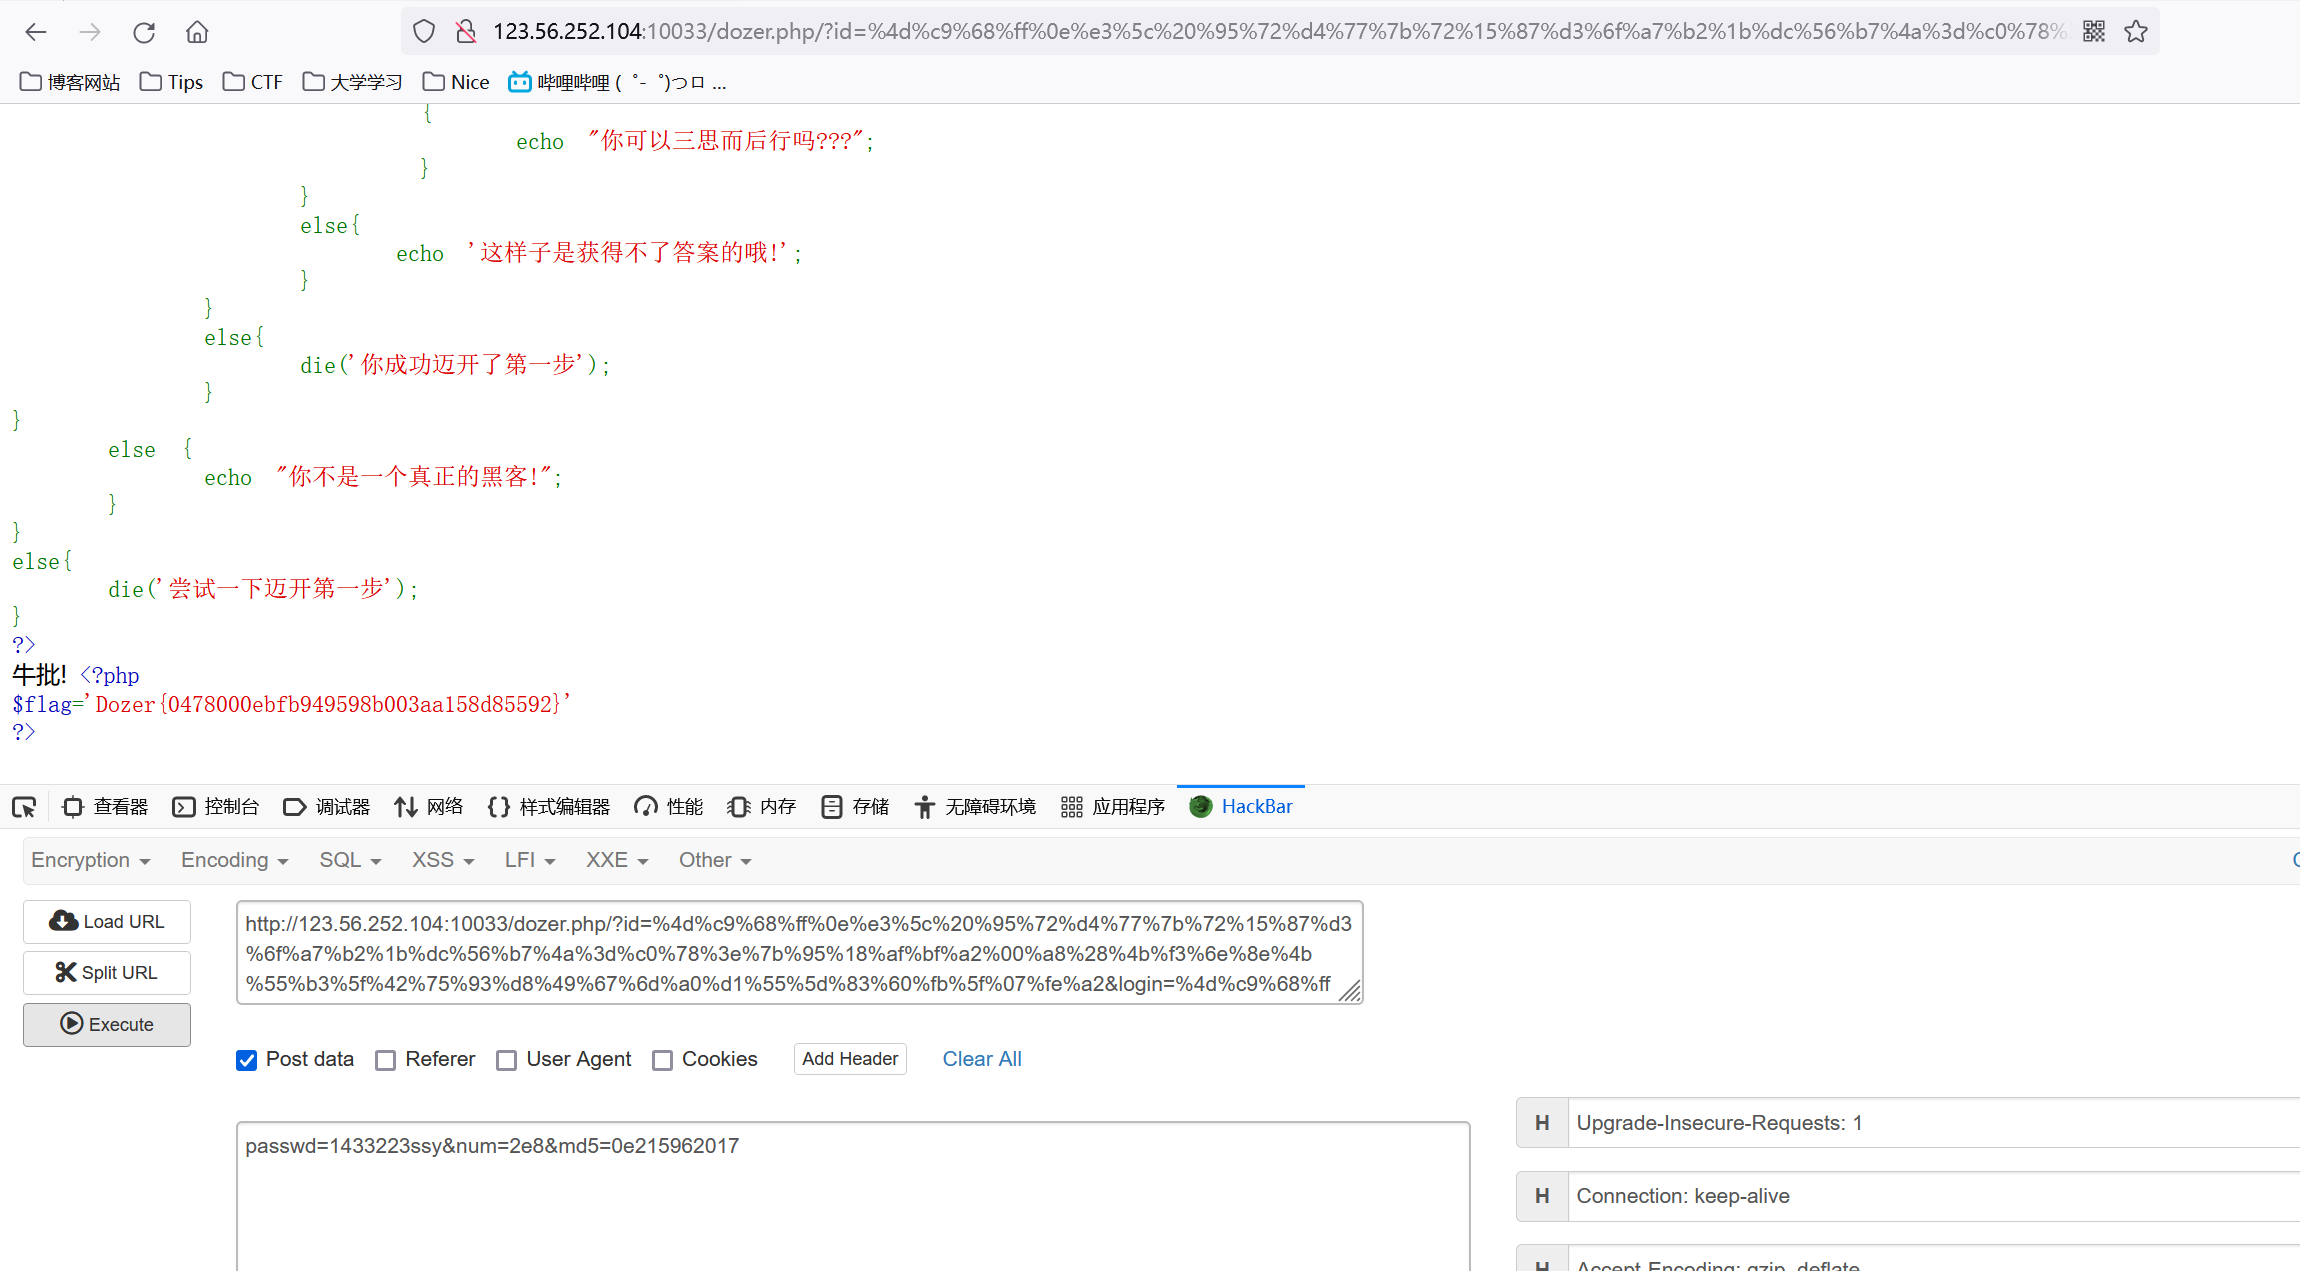 123.56.252.104:10033/dozer.php/?id=%4d%c9%68%ff%0e%e3%5c%20%95%72%d4%77%7b%72%15%87%d3%6f%a7%b2%1b%dc%56%b7%4a%3d%c0%78%
博客网站 Tips CTF 大学学习 Nice 哔哩哔哩 ( ゜- ゜)つロ ...
{
echo "你可以三思而后行吗???";
}
}
else{
echo '这样子是获得不了答案的哦!';
}
}
else{
die('你成功迈开了第一步');
}
}
else {
echo "你不是一个真正的黑客!";
}
}
else{
die('尝试一下迈开第一步');
}
?>
牛批! <?php
$flag='Dozer{0478000ebfb949598b003aa158d85592}'
?>
查看器 控制台 调试器 网络 样式编辑器 性能 内存 存储 无障碍环境 应用程序 HackBar
Encryption Encoding SQL XSS LFI XXE Other
Load URL
Split URL
Execute
http://123.56.252.104:10033/dozer.php/?id=%4d%c9%68%ff%0e%e3%5c%20%95%72%d4%77%7b%72%15%87%d3
%6f%a7%b2%1b%dc%56%b7%4a%3d%c0%78%3e%7b%95%18%af%bf%a2%00%a8%28%4b%f3%6e%8e%4b
%55%b3%5f%42%75%93%d8%49%67%6d%a0%d1%55%5d%83%60%fb%5f%07%fe%a2&login=%4d%c9%68%ff
Post data Referer User Agent Cookies Add Header Clear All
passwd=1433223ssy&num=2e8&md5=0e215962017
H Upgrade-Insecure-Requests: 1
H Connection: keep-alive
H Accept-Encoding: gzip, deflate